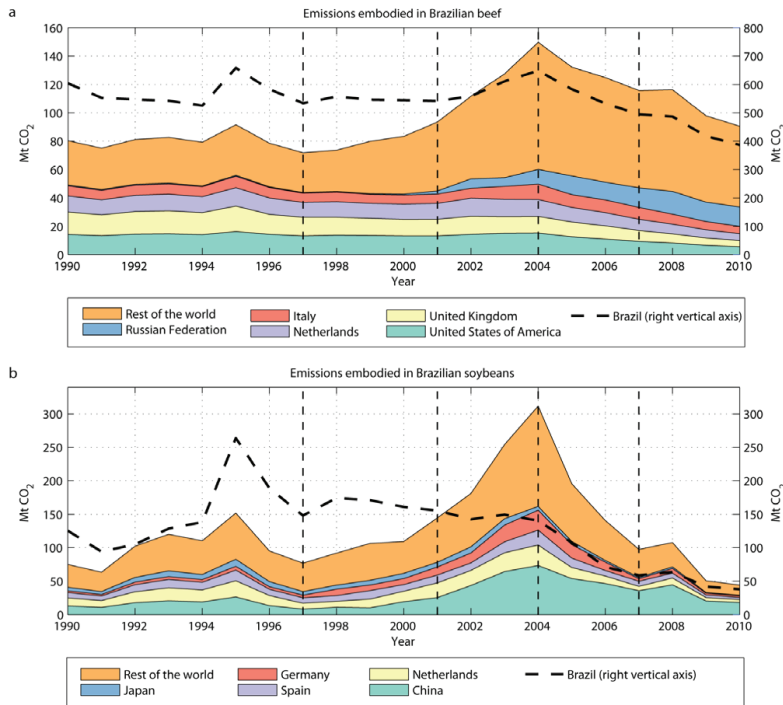 a
Emissions embodied in Brazilian beef
160 800
140 700
120 600
100 500
80 400
60 300
40 200
20 100
0 0
Mt CO2
Mt CO2
1990 1992 1994 1996 1998 2000 2002 2004 2006 2008 2010
Year
Rest of the world Italy United Kingdom Brazil (right vertical axis)
Russian Federation Netherlands United States of America
b
Emissions embodied in Brazilian soybeans
300 300
250 250
200 200
150 150
100 100
50 50
0 0
Mt CO2
Mt CO2
1990 1992 1994 1996 1998 2000 2002 2004 2006 2008 2010
Year
Rest of the world Germany Netherlands Brazil (right vertical axis)
Japan Spain China